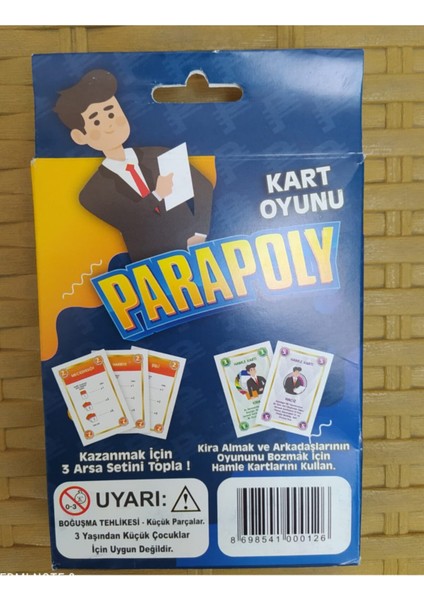 KART
OYUNU
PARAPOLY
Kazanmak İçin
3 Arsa Setini Topla !
Kira Almak ve Arkadaşlarının
Oyununu Bozmak İçin
Hamle Kartlarını Kullan.
0-3
UYARI:
BOĞUŞMA TEHLİKESİ - Küçük Parçalar.
3 Yaşından Küçük Çocuklar
İçin Uygun Değildir.
8 698541 000126